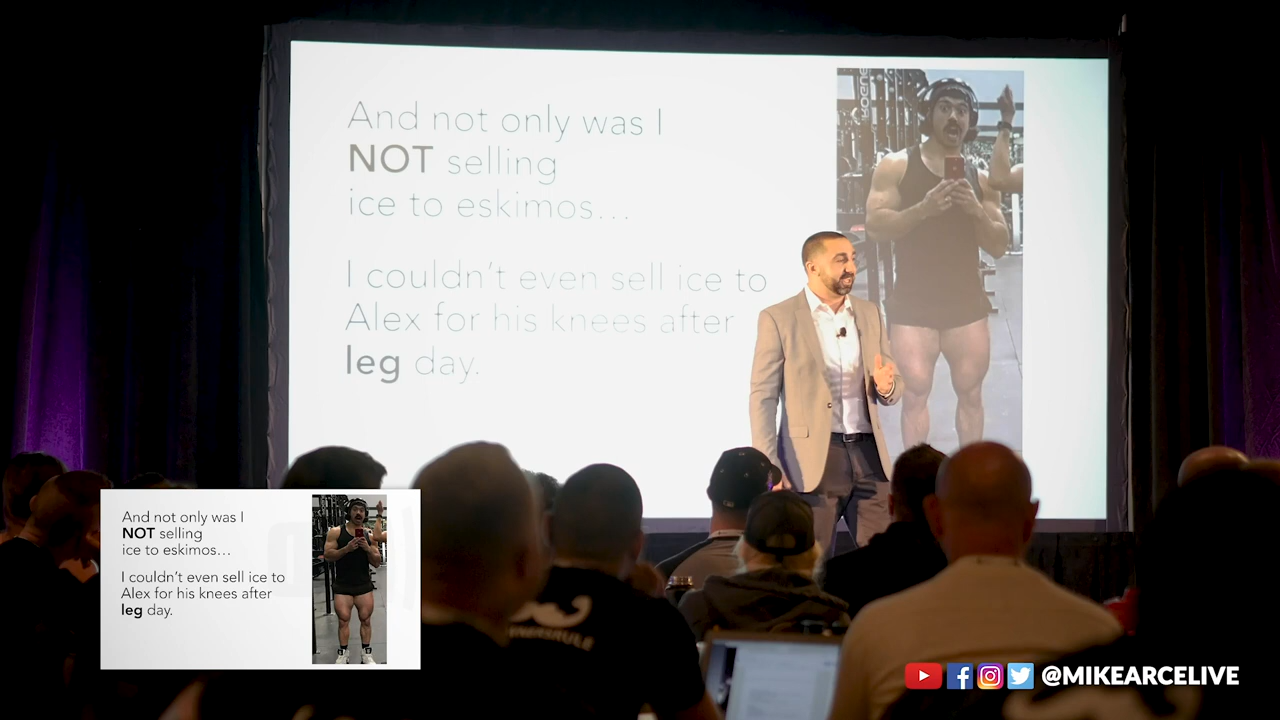 And not only was I
NOT selling
ice to eskimos...
I couldn't even sell ice to
Alex for his knees after
leg day.
ROGUE
And not only was I
NOT selling
ice to eskimos...
I couldn't even sell ice to
Alex for his knees after
leg day.
@MIKEARCELIVE